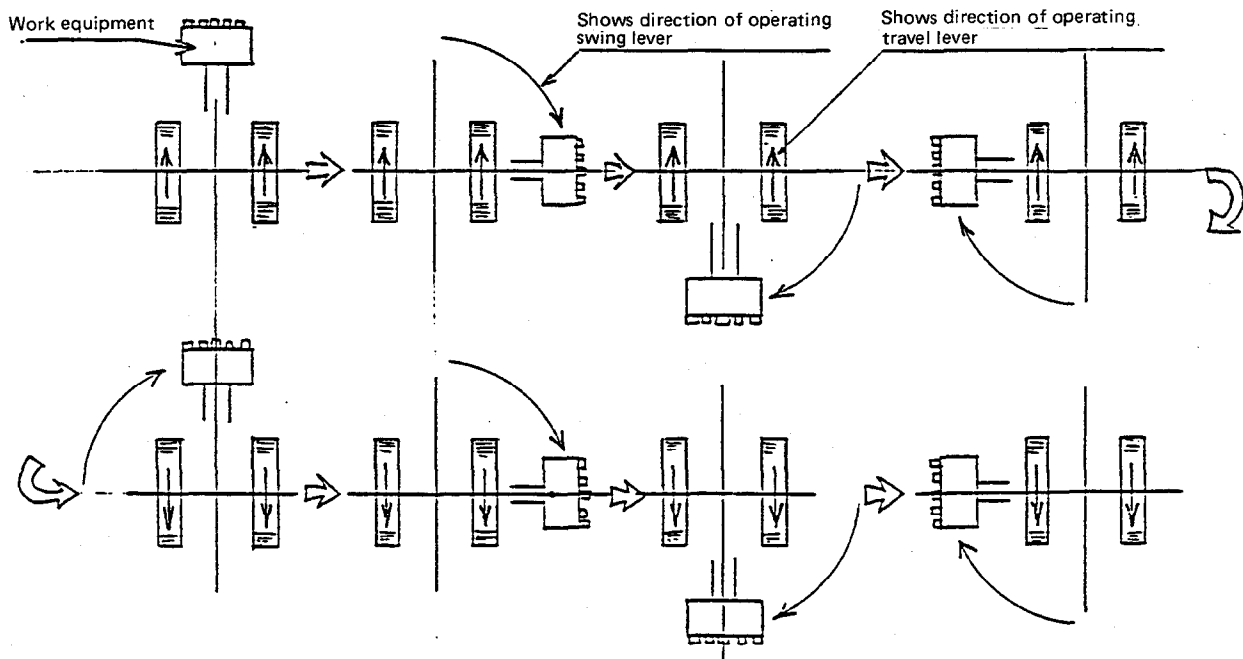 Work equipment
Shows direction of operating
swing lever
Shows direction of operating
travel lever